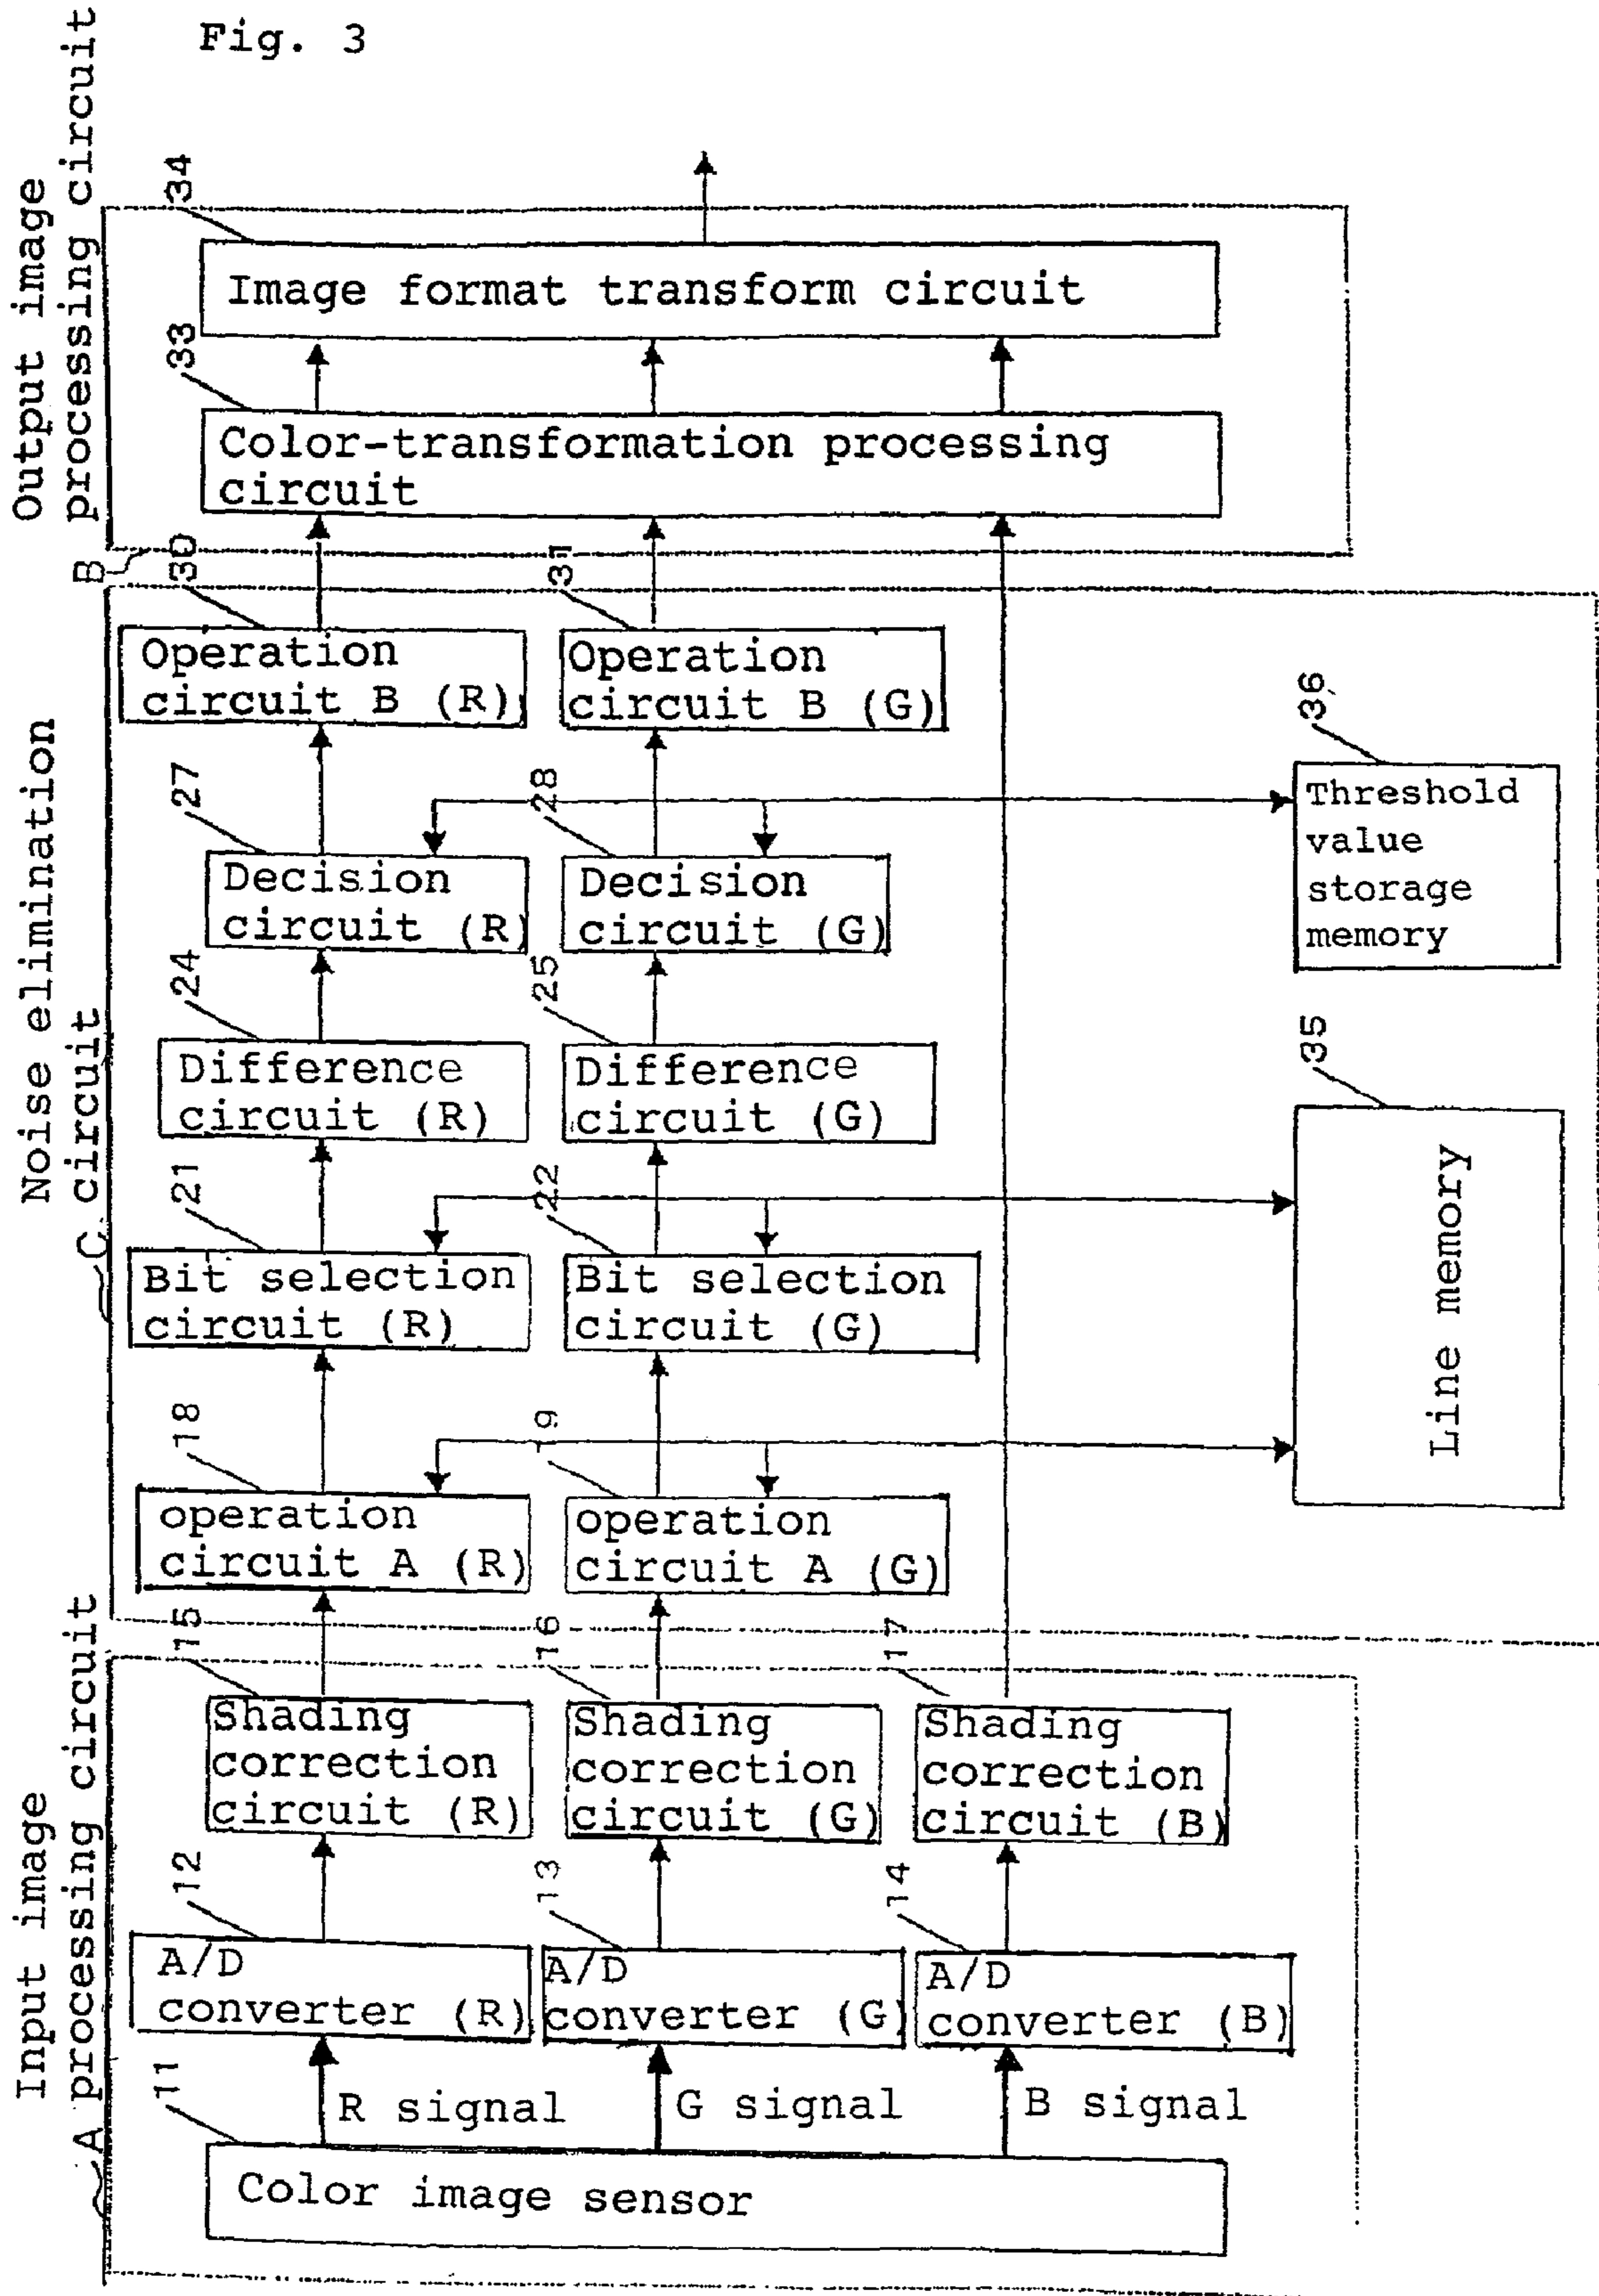 Fig. 3
Output image
processing circuit
34
Image format transform circuit
33
Color-transformation processing
circuit
B
30
31
Operation
circuit B (R)
Operation
circuit B (G)
Noise elimination
circuit
C
27
28
36
Decision
circuit (R)
Decision
circuit (G)
Threshold
value
storage
memory
24
25
Difference
circuit (R)
Difference
circuit (G)
35
21
22
Bit selection
circuit (R)
Bit selection
circuit (G)
Line memory
18
19
operation
circuit A (R)
operation
circuit A (G)
Input image
processing circuit
A
15
16
17
Shading
correction
circuit (R)
Shading
correction
circuit (G)
Shading
correction
circuit (B)
12
13
14
A/D
converter (R)
A/D
converter (G)
A/D
converter (B)
11
R signal
G signal
B signal
Color image sensor